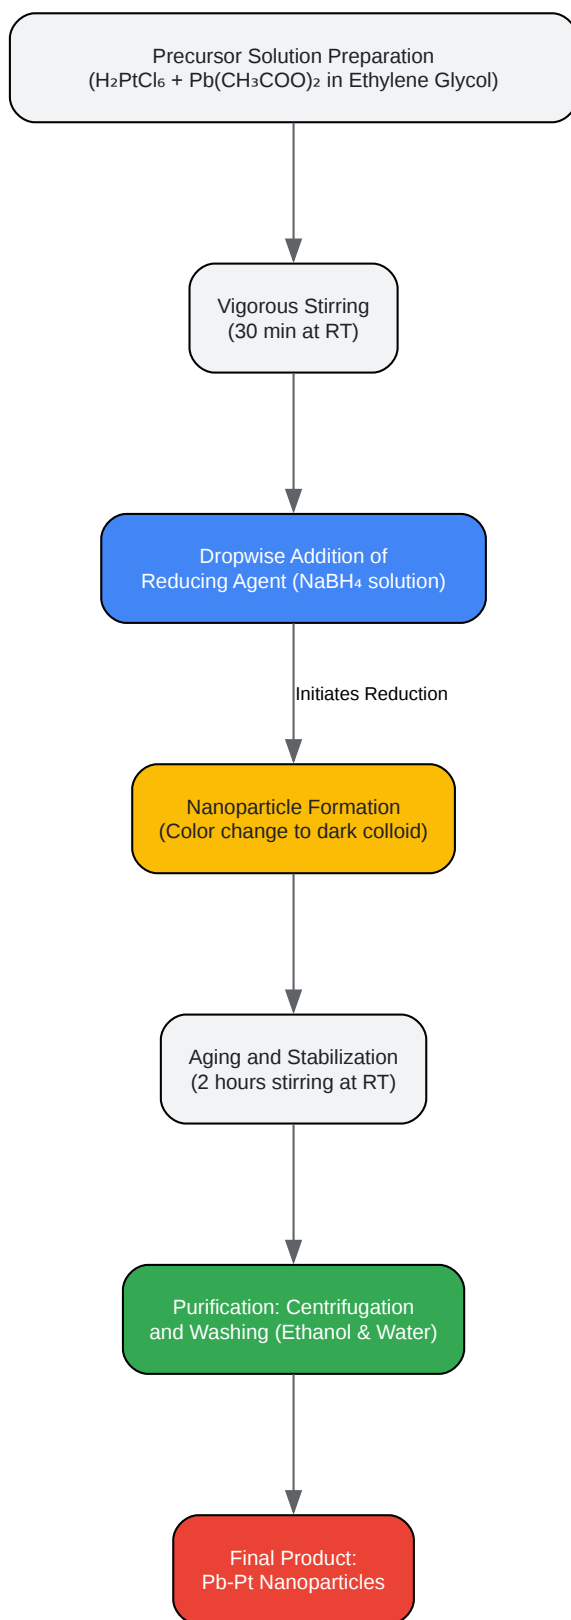 Precursor Solution Preparation
(H₂PtCl₆ + Pb(CH₃COO)₂ in Ethylene Glycol)
Vigorous Stirring
(30 min at RT)
Dropwise Addition of
Reducing Agent (NaBH₄ solution)
Initiates Reduction
Nanoparticle Formation
(Color change to dark colloid)
Aging and Stabilization
(2 hours stirring at RT)
Purification: Centrifugation
and Washing (Ethanol & Water)
Final Product:
Pb-Pt Nanoparticles